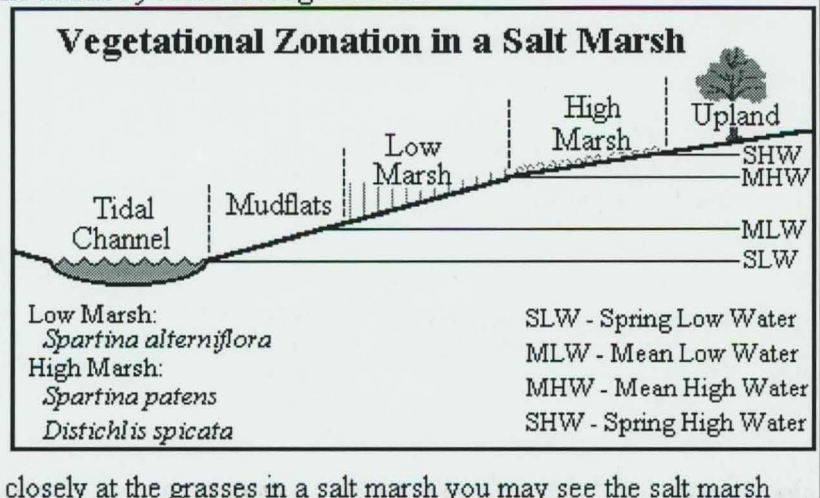 Vegetational Zonation in a Salt Marsh
High
Marsh
Upland
Low
Marsh
SHW
MHW
Tidal
Channel
Mudflats
MLW
SLW
Low Marsh:
Spartina alterniflora
High Marsh:
Spartina patens
Distichlis spicata
SLW - Spring Low Water
MLW - Mean Low Water
MHW - Mean High Water
SHW - Spring High Water
closely at the grasses in a salt marsh you may see the salt marsh